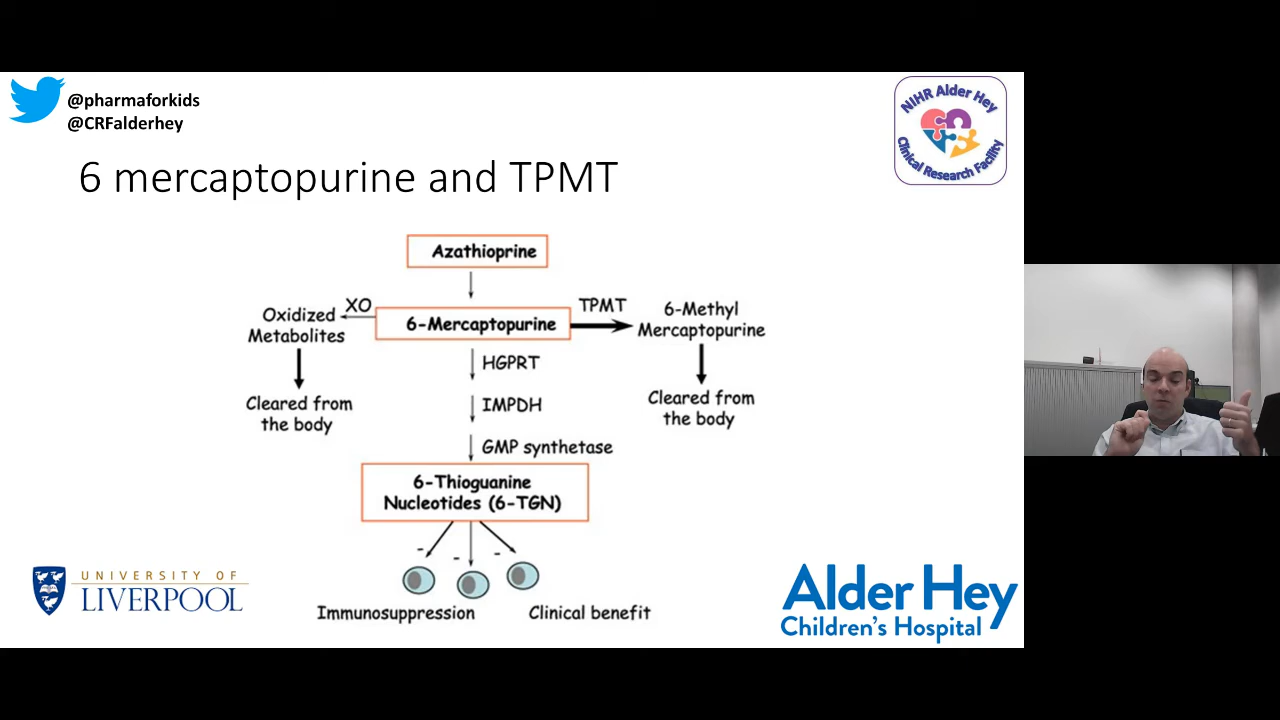 @pharmaforkids
@CRFalderhey
NIHR Alder Hey
Clinical Research Facility
6 mercaptopurine and TPMT
Azathioprine
Oxidized
Metabolites
XO
6-Mercaptopurine
TPMT
6-Methyl
Mercaptopurine
HGPRT
Cleared from
the body
IMPDH
Cleared from
the body
GMP synthetase
6-Thioguanine
Nucleotides (6-TGN)
- - -
Immunosuppression
Clinical benefit
UNIVERSITY OF
LIVERPOOL
Alder Hey
Children's Hospital